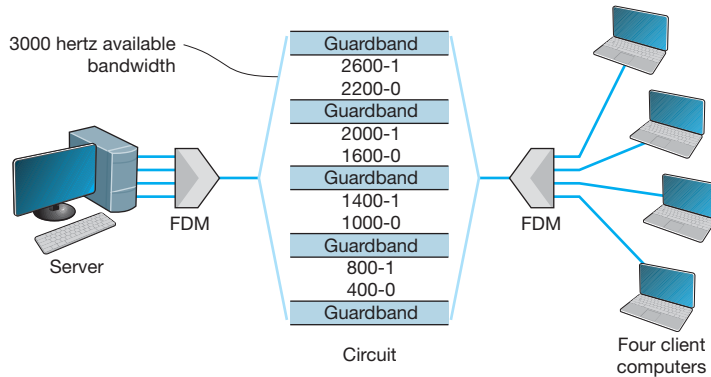 3000 hertz available
bandwidth
Guardband
2600-1
2200-0
Guardband
2000-1
1600-0
Guardband
1400-1
1000-0
Guardband
800-1
400-0
Guardband
FDM
FDM
Server
Circuit
Four client
computers